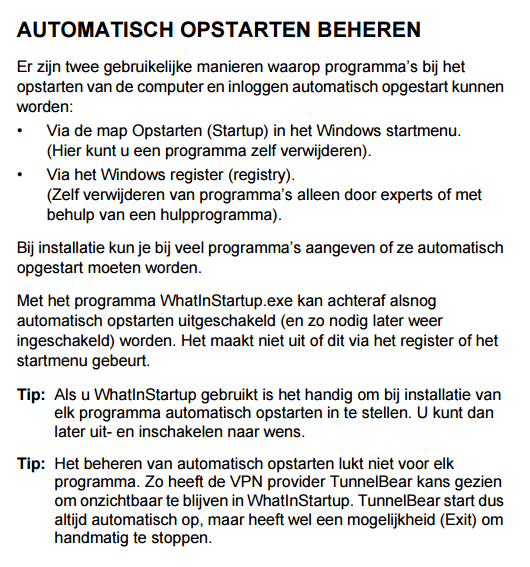 AUTOMATISCH OPSTARTEN BEHEREN
Er zijn twee gebruikelijke manieren waarop programma's bij het
opstarten van de computer en inloggen automatisch opgestart kunnen
worden:
• Via de map Opstarten (Startup) in het Windows startmenu.
(Hier kunt u een programma zelf verwijderen).
• Via het Windows register (registry).
(Zelf verwijderen van programma's alleen door experts of met
behulp van een hulpprogramma).
Bij installatie kun je bij veel programma's aangeven of ze automatisch
opgestart moeten worden.
Met het programma WhatInStartup.exe kan achteraf alsnog
automatisch opstarten uitgeschakeld (en zo nodig later weer
ingeschakeld) worden. Het maakt niet uit of dit via het register of het
startmenu gebeurt.
Tip: Als u WhatInStartup gebruikt is het handig om bij installatie van
elk programma automatisch opstarten in te stellen. U kunt dan
later uit- en inschakelen naar wens.
Tip: Het beheren van automatisch opstarten lukt niet voor elk
programma. Zo heeft de VPN provider TunnelBear kans gezien
om onzichtbaar te blijven in WhatInStartup. TunnelBear start dus
altijd automatisch op, maar heeft wel een mogelijkheid (Exit) om
handmatig te stoppen.